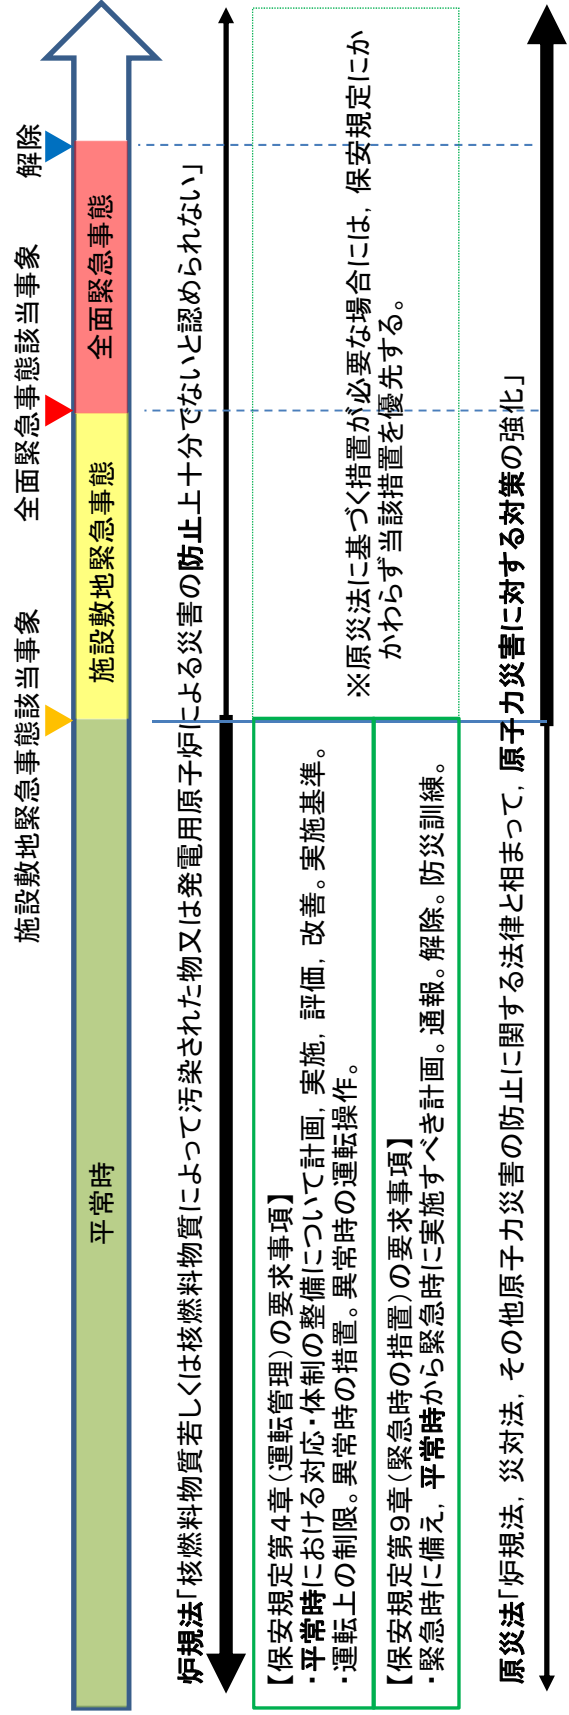 施設敷地緊急事態該当事象
全面緊急事態該当事象
解除
平常時
施設敷地緊急事態
全面緊急事態
炉規法「核燃料物質若しくは核燃料物質によって汚染された物又は発電用原子炉による災害の防止上十分でないと認められない」
【保安規定第4章（運転管理）の要求事項】
・平常時における対応・体制の整備について計画，実施，評価，改善。実施基準。
・運転上の制限。異常時の措置。異常時の運転操作。
【保安規定第9章（緊急時の措置）の要求事項】
・緊急時に備え，平常時から緊急時に実施すべき計画。通報。解除。防災訓練。
※原災法に基づく措置が必要な場合には，保安規定にか
かわらず当該措置を優先する。
原災法「炉規法，災対法，その他原子力災害の防止に関する法律と相まって，原子力災害に対する対策の強化」